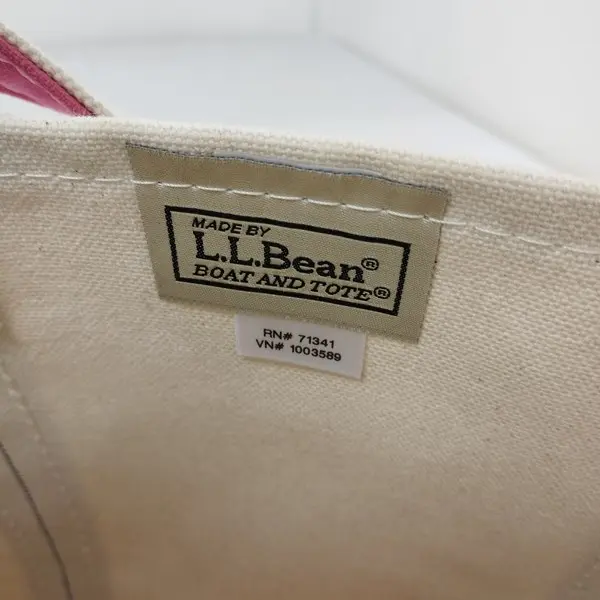 MADE BY
L.L.Bean®
BOAT AND TOTE®
RN# 71341
VN# 1003589